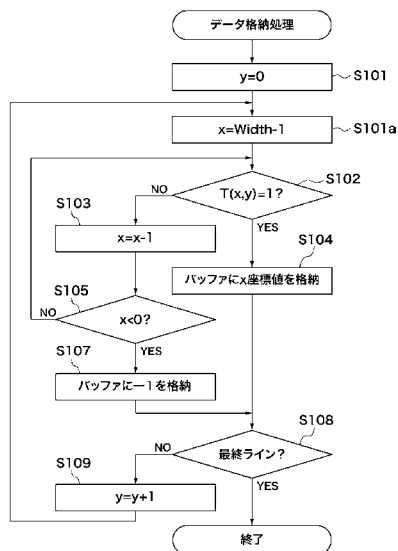 データ格納処理
y=0
S101
x=Width-1
S101a
T(x,y)=1?
S102
NO
YES
S103
x=x-1
S104
バッファにx座標値を格納
S105
x<0?
NO
YES
S107
バッファに−1を格納
S108
最終ライン?
NO
YES
S109
y=y+1
終了